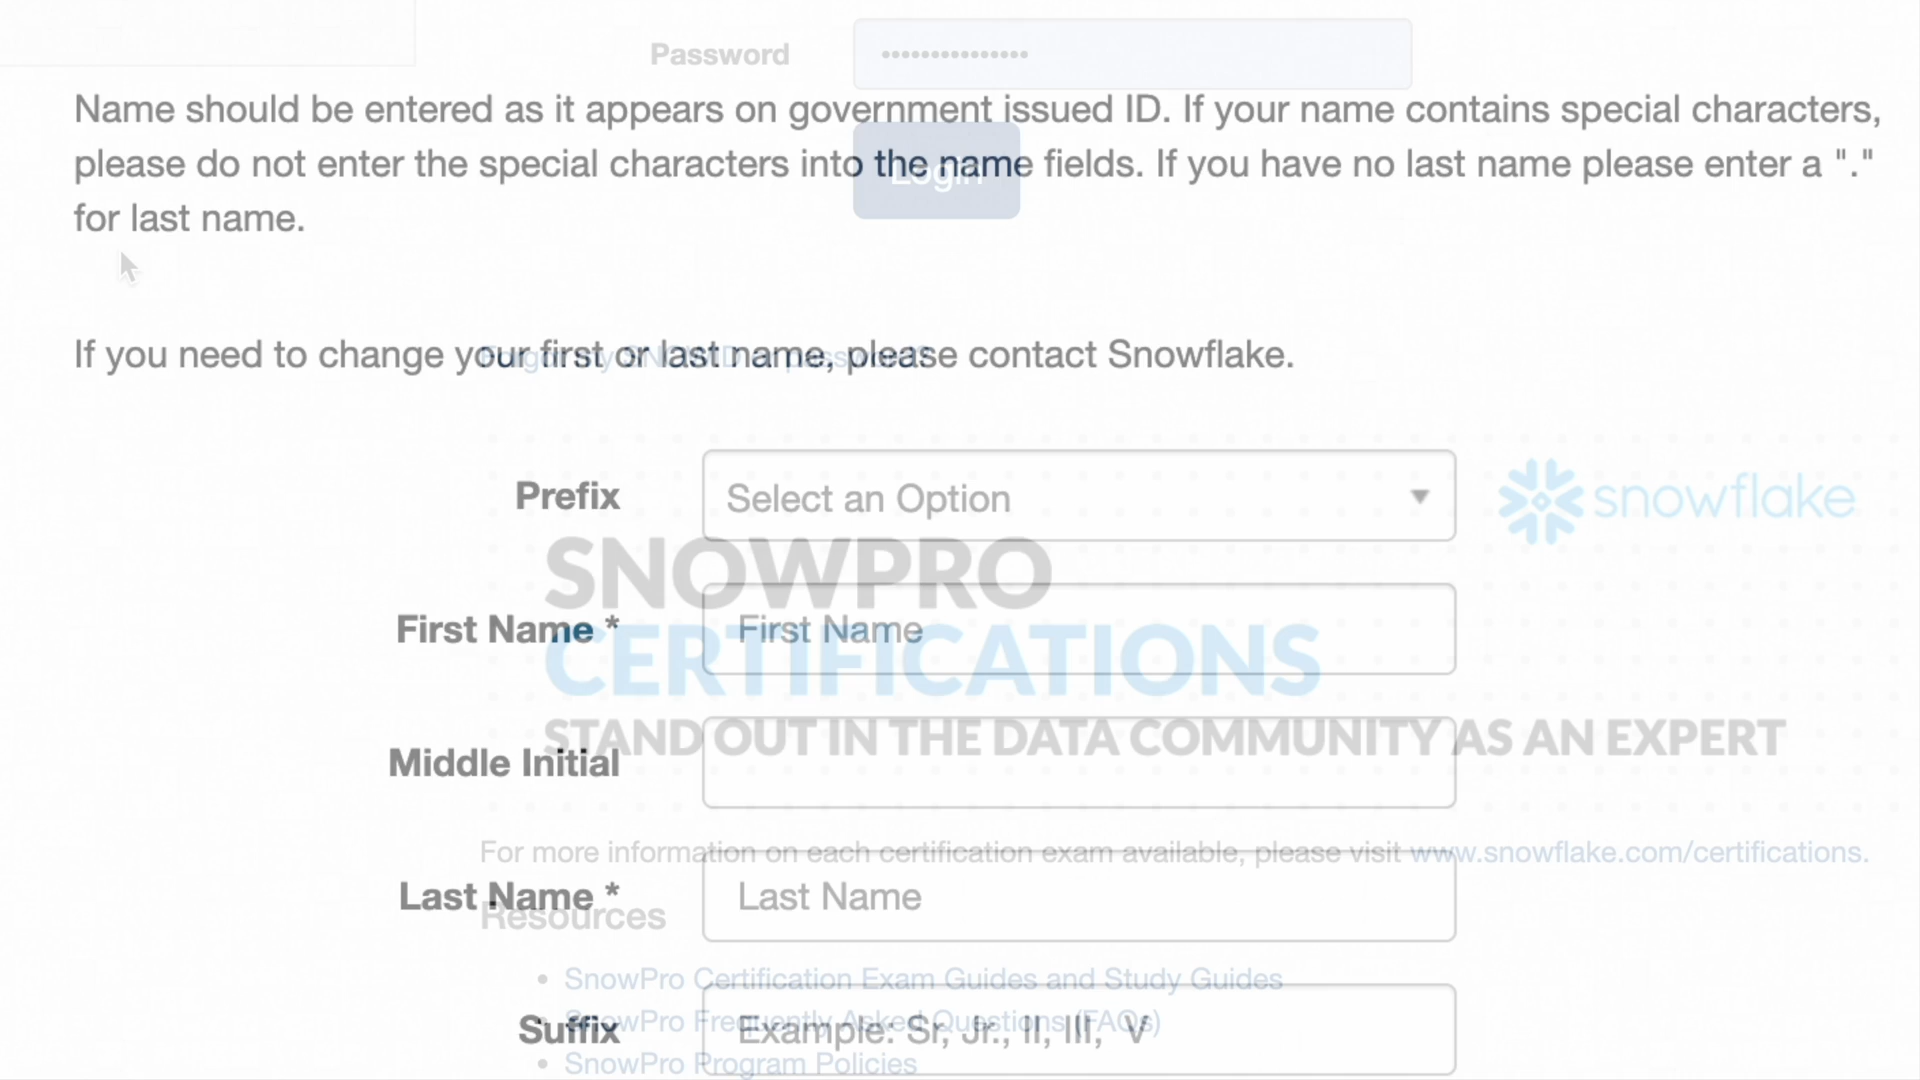 Password
Name should be entered as it appears on government issued ID. If your name contains special characters,
please do not enter the special characters into the name fields. If you have no last name please enter a "."
Login
for last name.
If you need to change your first or last name, please contact Snowflake.
Prefix
Select an Option
snowflake
SNOWPRO
First Name *
First Name
CERTIFICATIONS
STAND OUT IN THE DATA COMMUNITY AS AN EXPERT
Middle Initial
For more information on each certification exam available, please visit www.snowflake.com/certifications.
Last Name *
Last Name
Resources
• SnowPro Certification Exam Guides and Study Guides
• SnowPro Frequently Asked Questions (FAQs)
Suffix
Example: Sr, Jr., II, III, V
• SnowPro Program Policies